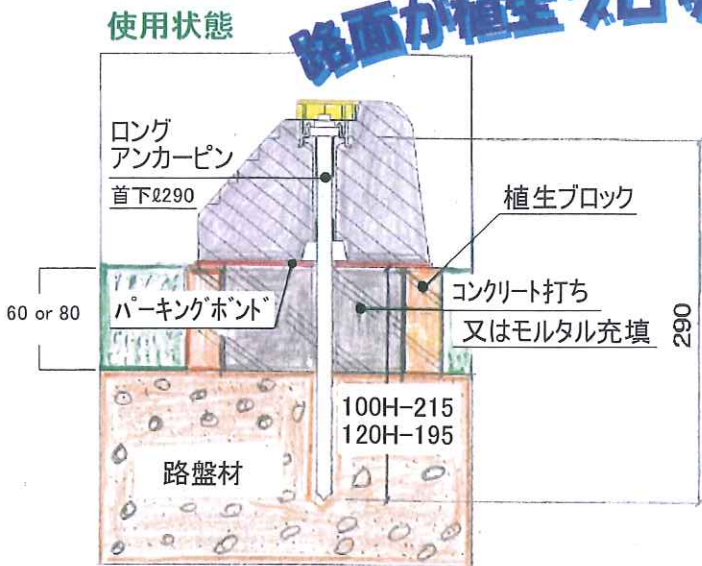 使用状態
路面が植生ブロ
ロング
アンカーピン
首下ℓ290
植生ブロック
60 or 80
パーキングボンド
コンクリート打ち
又はモルタル充填
290
100H-215
120H-195
路盤材